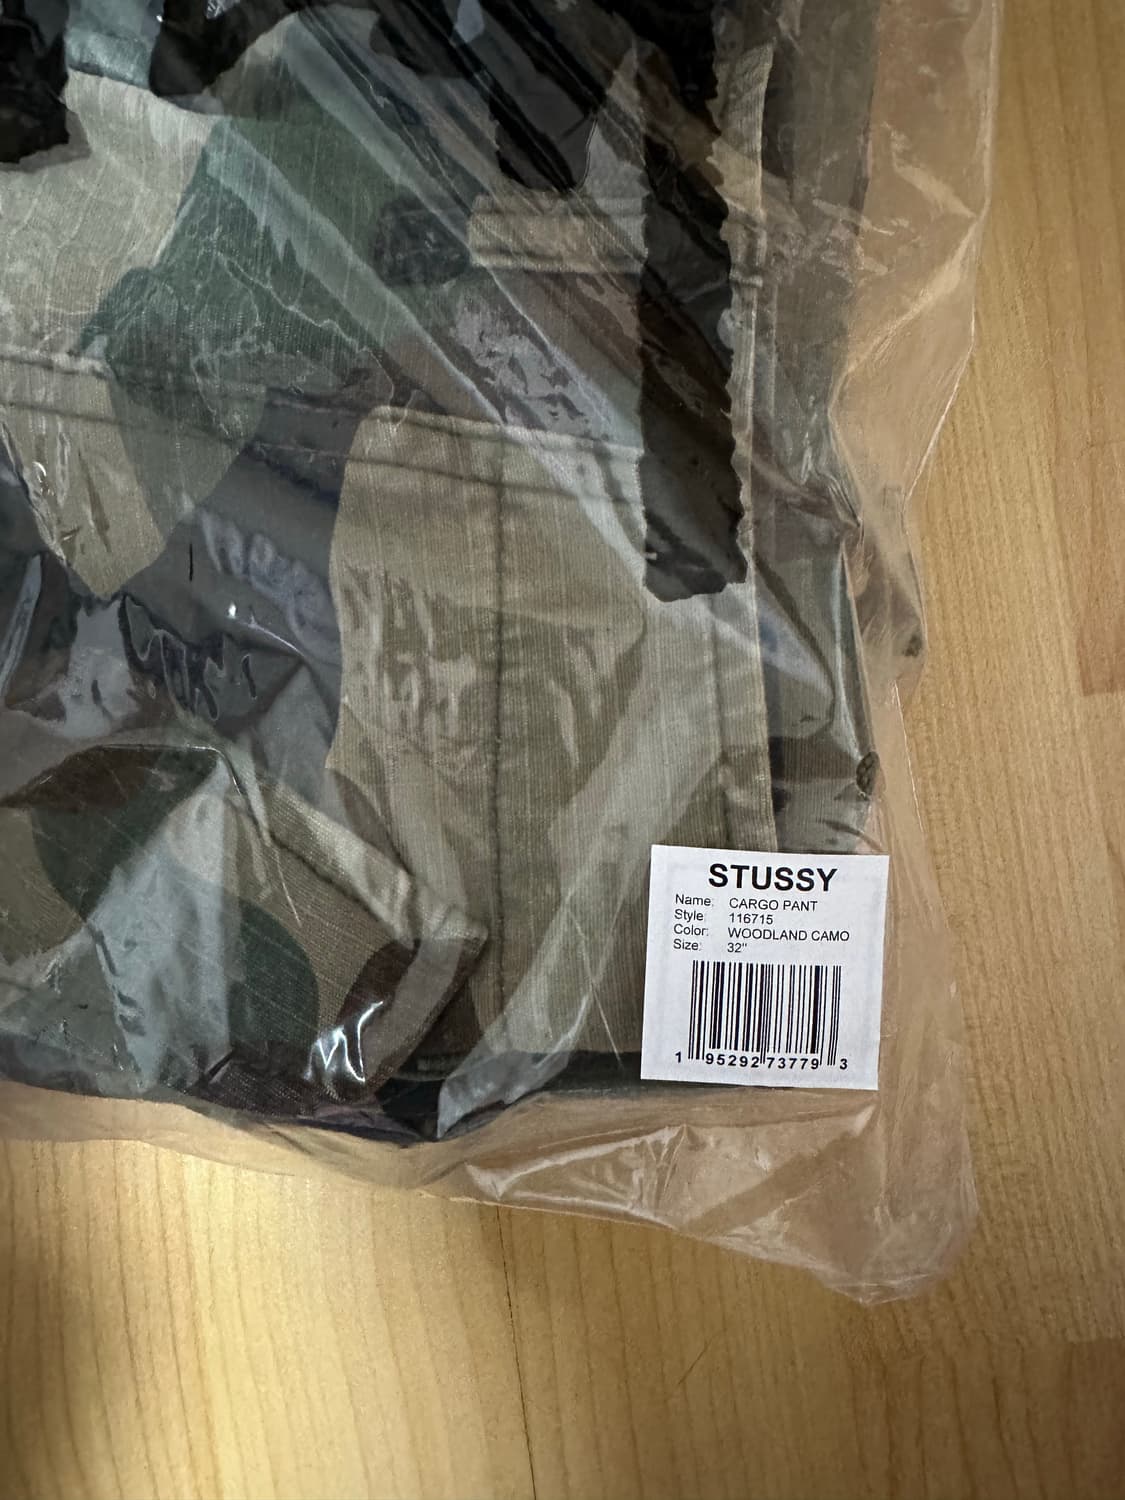 STUSSY
Name: CARGO PANT
Style: 116715
Color: WOODLAND CAMO
Size: 32"
1 95292 73779 3